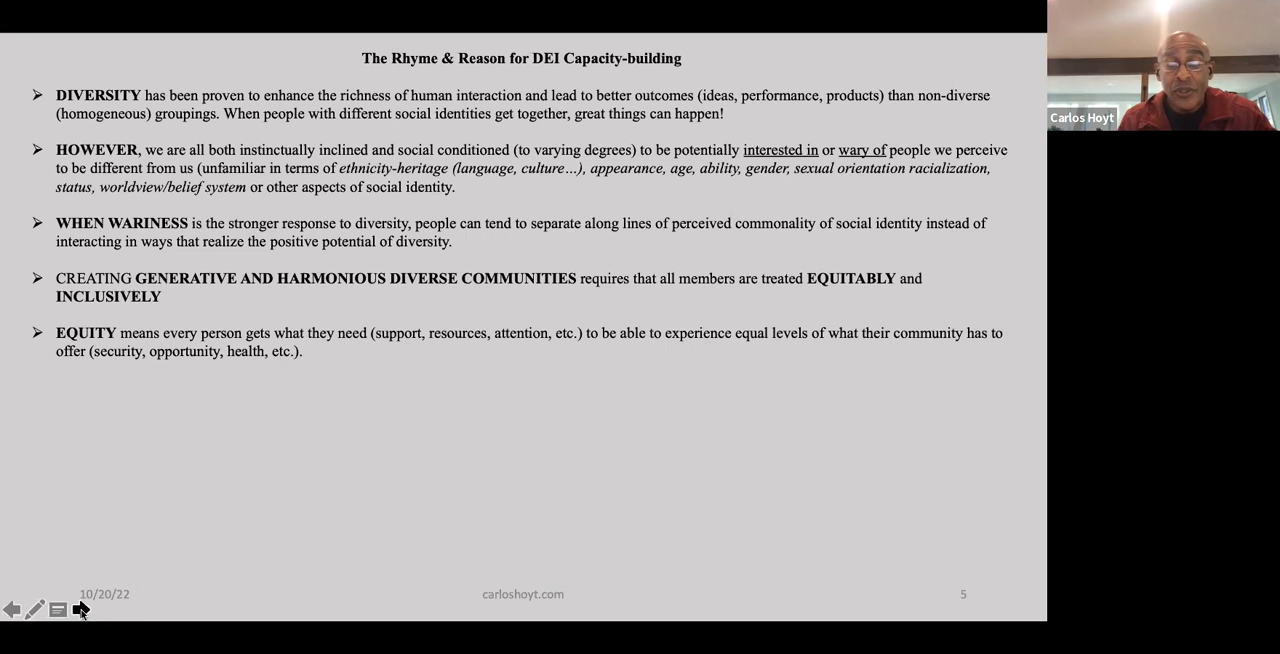 The Rhyme & Reason for DEI Capacity-building
➢ DIVERSITY has been proven to enhance the richness of human interaction and lead to better outcomes (ideas, performance, products) than non-diverse
(homogeneous) groupings. When people with different social identities get together, great things can happen!
➢ HOWEVER, we are all both instinctually inclined and social conditioned (to varying degrees) to be potentially interested in or wary of people we perceive
to be different from us (unfamiliar in terms of ethnicity-heritage (language, culture…), appearance, age, ability, gender, sexual orientation racialization,
status, worldview/belief system or other aspects of social identity.
➢ WHEN WARINESS is the stronger response to diversity, people can tend to separate along lines of perceived commonality of social identity instead of
interacting in ways that realize the positive potential of diversity.
➢ CREATING GENERATIVE AND HARMONIOUS DIVERSE COMMUNITIES requires that all members are treated EQUITABLY and
INCLUSIVELY
➢ EQUITY means every person gets what they need (support, resources, attention, etc.) to be able to experience equal levels of what their community has to
offer (security, opportunity, health, etc.).
10/20/22
carloshoyt.com
5
Carlos Hoyt